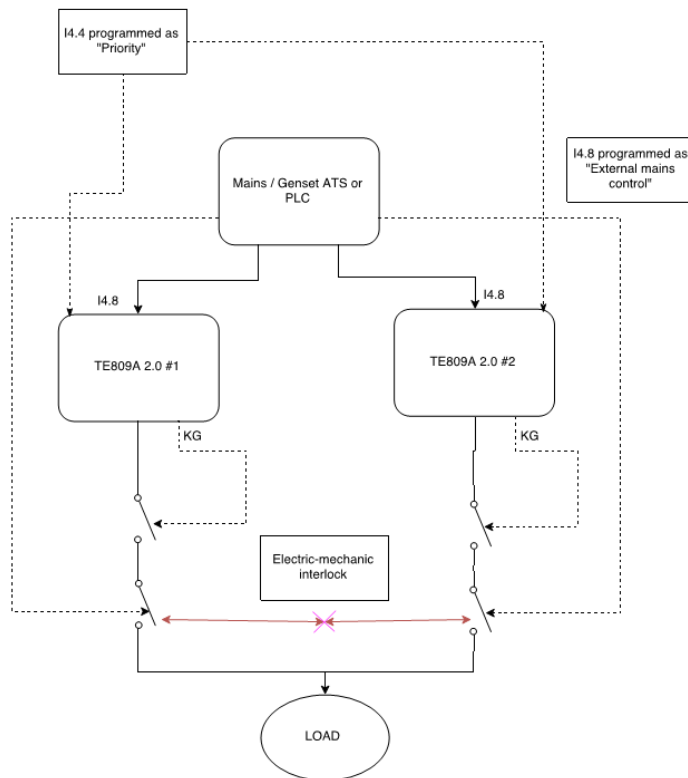 I4.4 programmed as
"Priority"
Mains / Genset ATS or
PLC
I4.8 programmed as
"External mains
control"
I4.8
I4.8
TE809A 2.0 #1
TE809A 2.0 #2
KG
KG
Electric-mechanic
interlock
LOAD